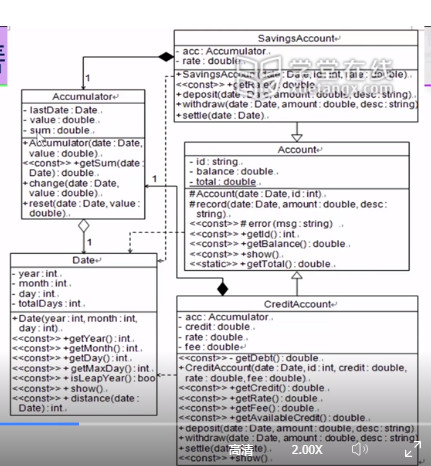 学堂在线
xuetangx.com
SavingsAccount
- acc : Accumulator
- rate : double
+SavingsAccount(date : Date, id : int, rate : double)
<<const>> +getRate() : double
+deposit(date : Date, amount : double, desc : string)
+withdraw(date : Date, amount : double, desc : string)
+settle(date : Date)
1
Accumulator
- lastDate : Date
- value : double
- sum : double
+Accumulator(date : Date,
value : double)
<<const>> +getSum(date :
Date) : double
+change(date : Date,
value : double)
+reset(date : Date, value
: double)
1
1
Account
- id : string
- balance : double
- total : double
#Account(date : Date, id : int)
#record(date : Date, amount : double, desc :
string)
<<const>> # error(msg : string)
<<const>> +getId() : int
<<const>> +getBalance() : double
<<const>> +show()
<<static>> +getTotal() : double
Date
- year : int
- month : int
- day : int
- totalDays : int
+Date(year : int, month : int,
day : int)
<<const>> +getYear() : int
<<const>> +getMonth() : int
<<const>> +getDay() : int
<<const>> + getMaxDay() : int
<<const>> + isLeapYear() : boo
<<const>> + show()
<<const>> + distance(date :
Date) : int
CreditAccount
- acc : Accumulator
- credit : double
- rate : double
- fee : double
<<const>> - getDebt() : double
+CreditAccount(date : Date, id : int, credit : double,
rate : double, fee : double)
<<const>> +getCredit() : double
<<const>> +getRate() : double
<<const>> +getFee() : double
<<const>> +getAvailableCredit() : double
+deposit(date : Date, amount : double, desc : string)
+withdraw(date : Date, amount : double, desc : string)
+settle(date : Date)
<<const>> +show()
高清
2.00X